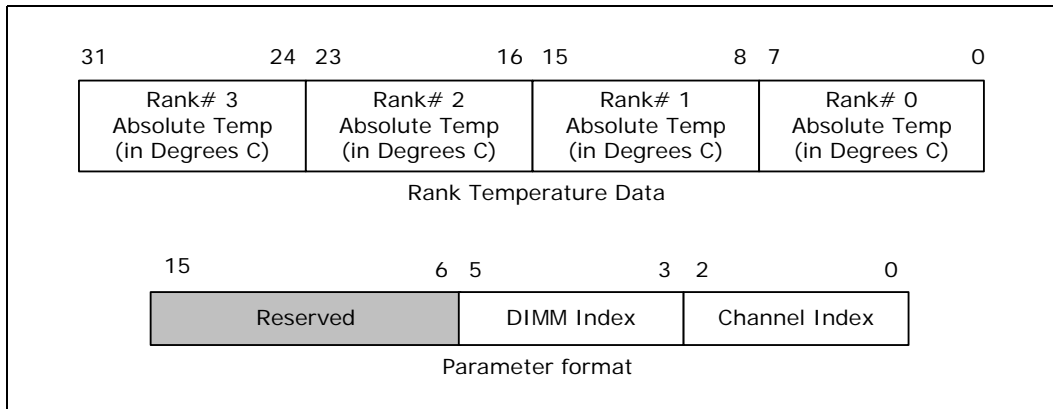 31 24 23 16 15 8 7 0
Rank# 3 Rank# 2 Rank# 1 Rank# 0
Absolute Temp Absolute Temp Absolute Temp Absolute Temp
(in Degrees C) (in Degrees C) (in Degrees C) (in Degrees C)
Rank Temperature Data
15 6 5 3 2 0
Reserved DIMM Index Channel Index
Parameter format